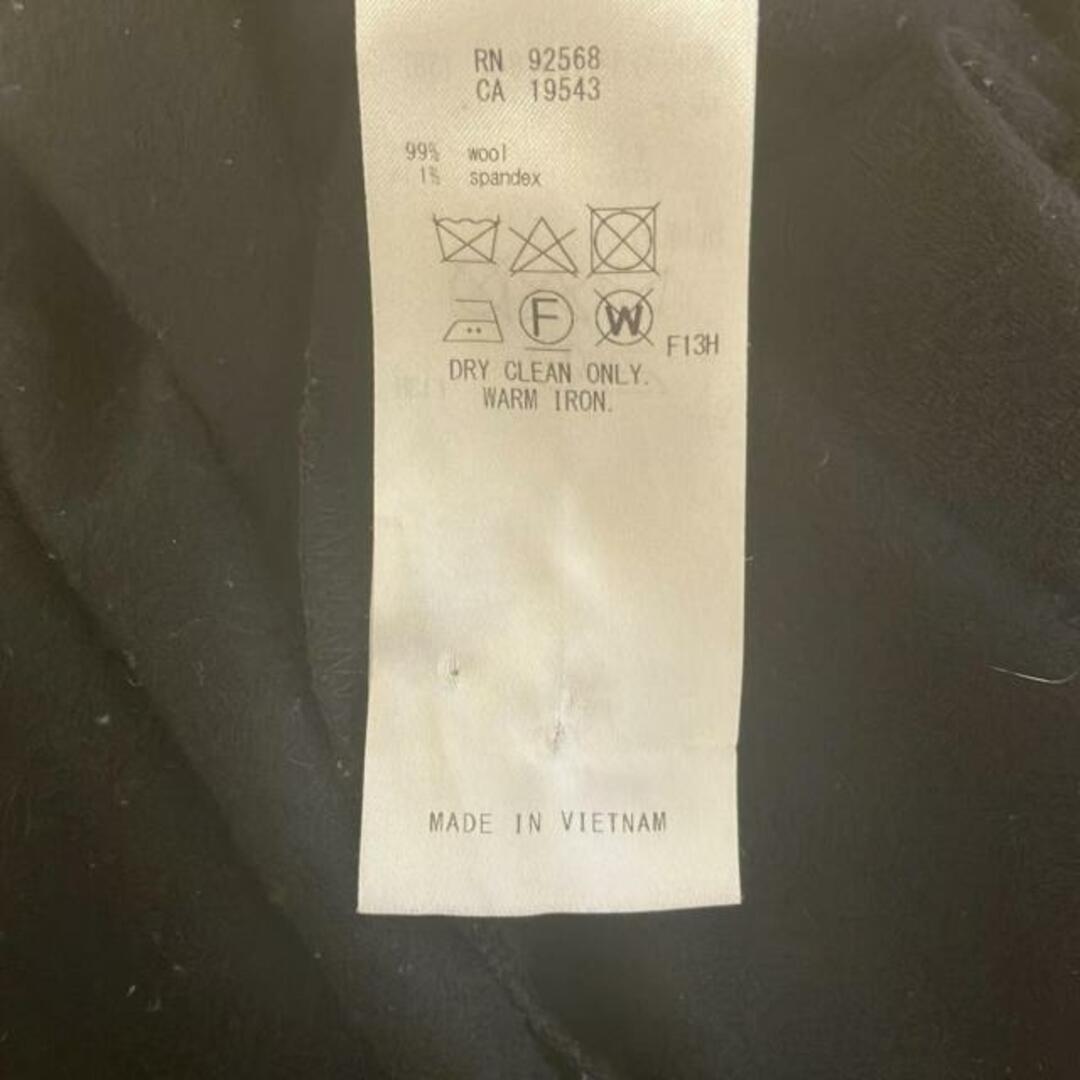 RN 92568
CA 19543
99% wool
1% spandex
F W F13H
DRY CLEAN ONLY.
WARM IRON.
MADE IN VIETNAM